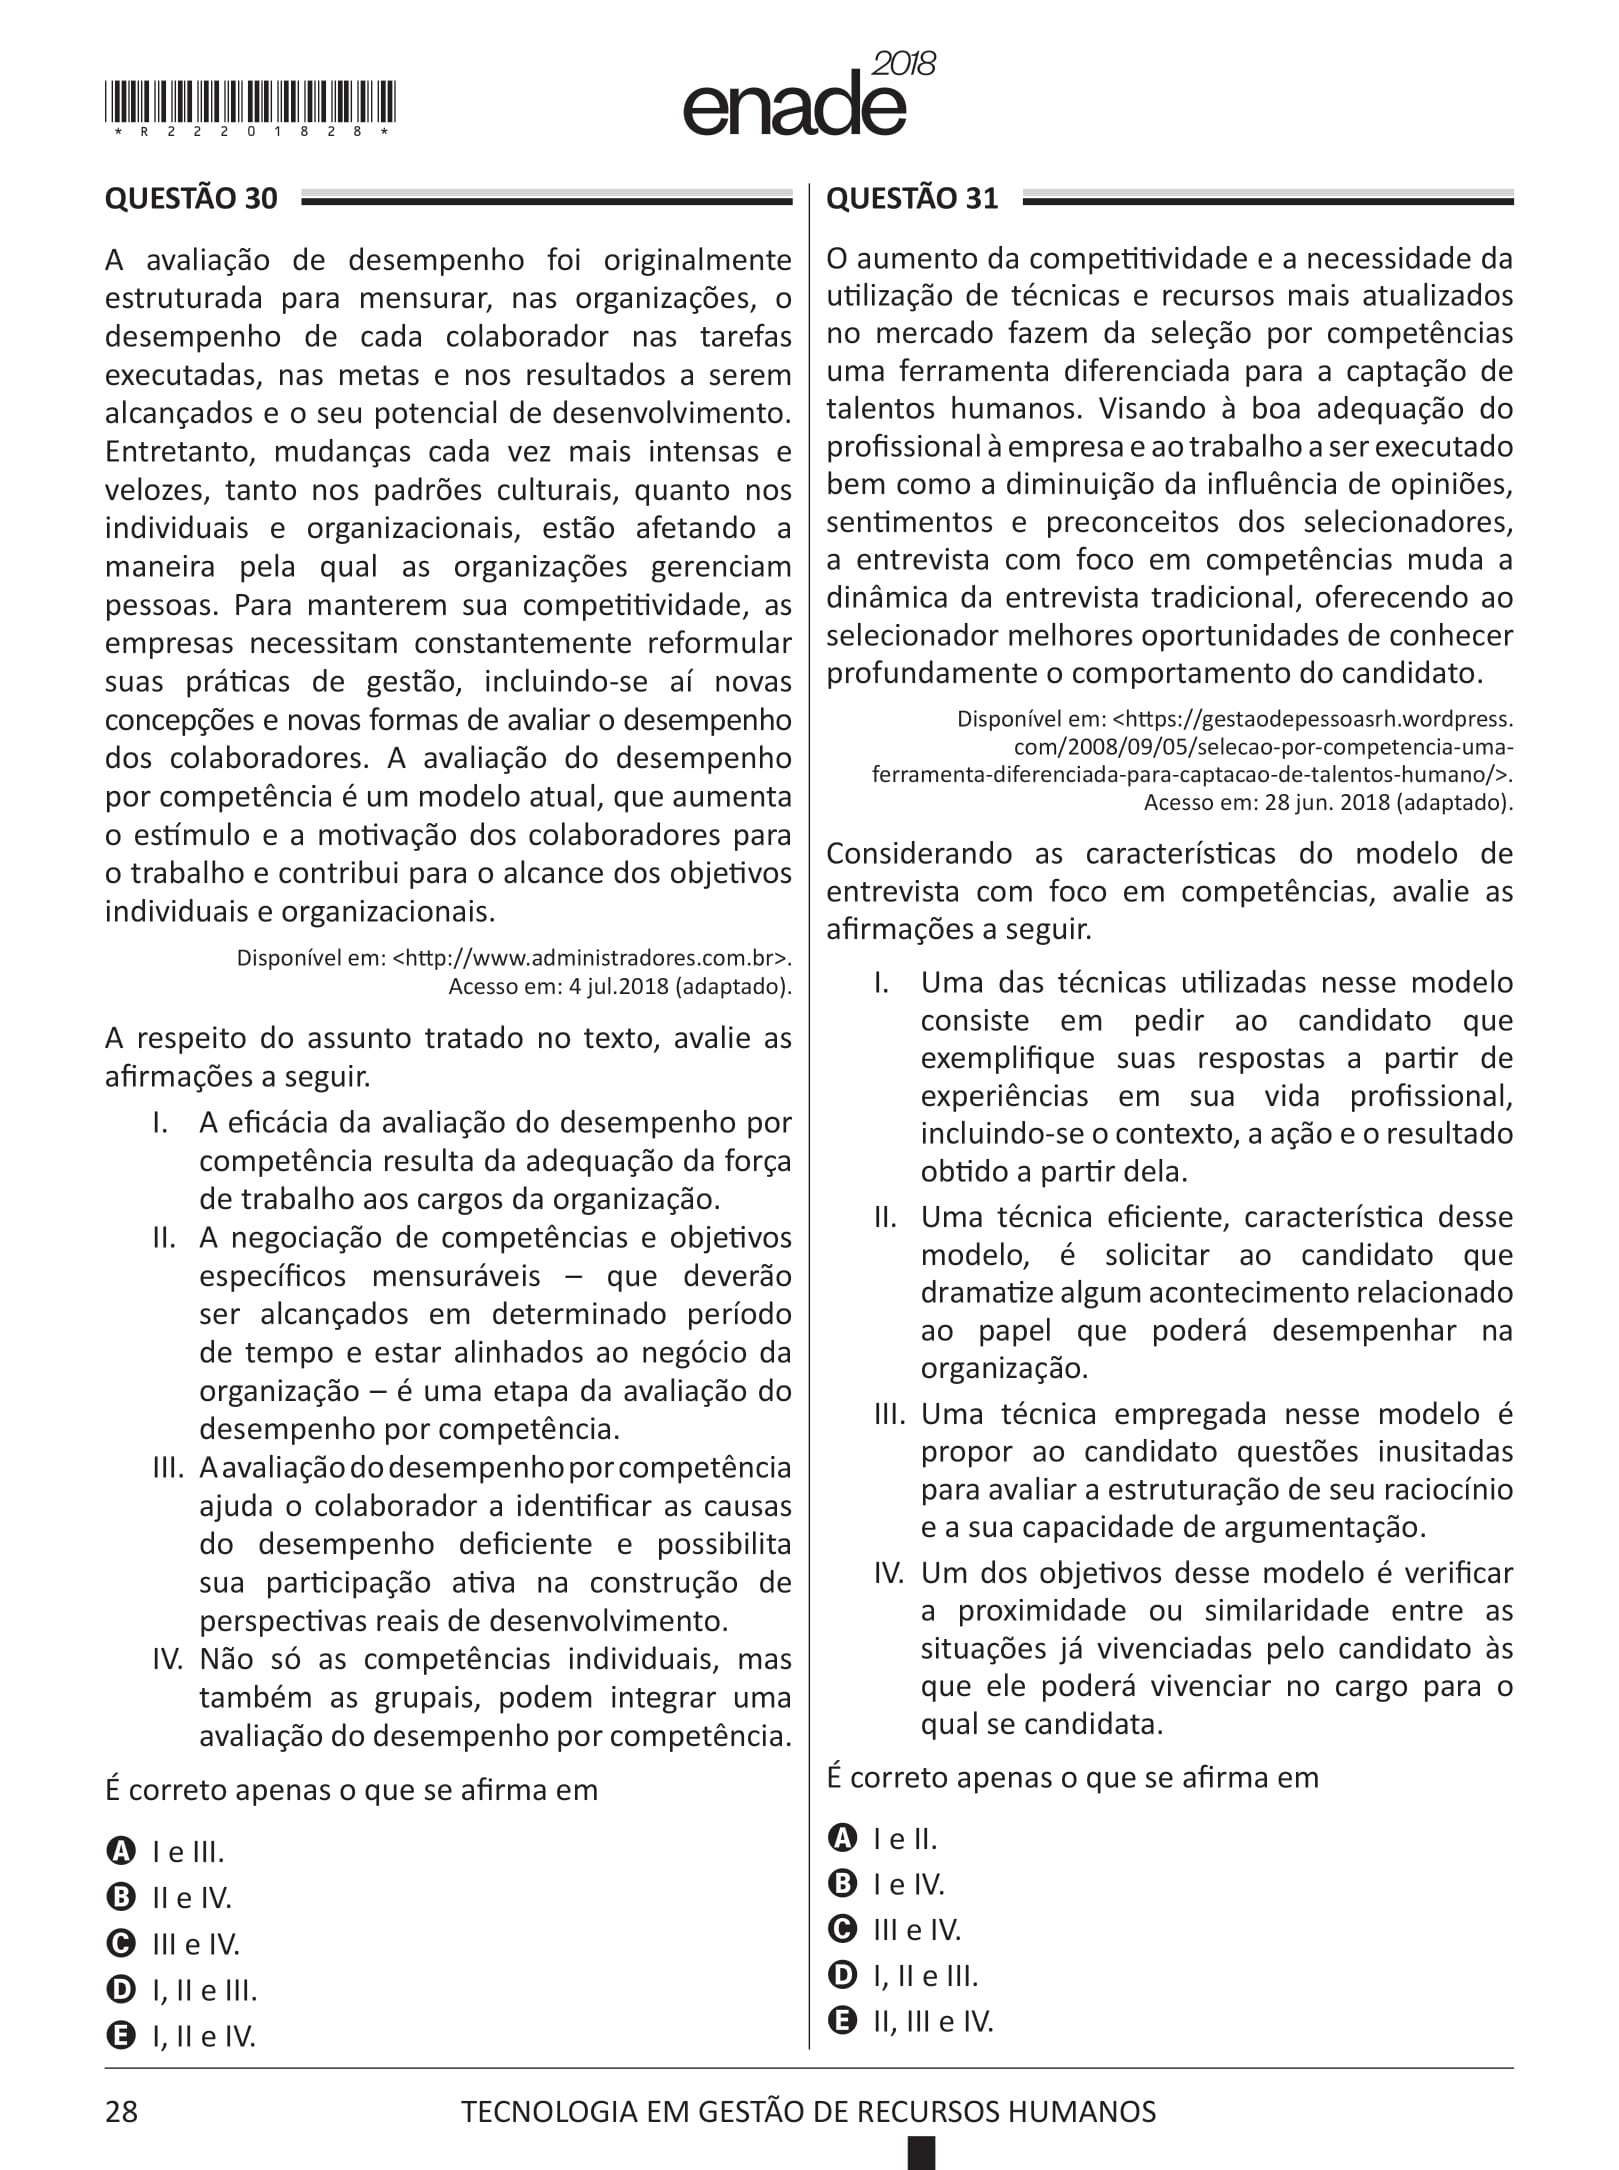 *R22201828*
enade 2018
QUESTÃO 30
A avaliação de desempenho foi originalmente
estruturada para mensurar, nas organizações, o
desempenho de cada colaborador nas tarefas
executadas, nas metas e nos resultados a serem
alcançados e o seu potencial de desenvolvimento.
Entretanto, mudanças cada vez mais intensas e
velozes, tanto nos padrões culturais, quanto nos
individuais e organizacionais, estão afetando a
maneira pela qual as organizações gerenciam
pessoas. Para manterem sua competitividade, as
empresas necessitam constantemente reformular
suas práticas de gestão, incluindo-se aí novas
concepções e novas formas de avaliar o desempenho
dos colaboradores. A avaliação do desempenho
por competência é um modelo atual, que aumenta
o estímulo e a motivação dos colaboradores para
o trabalho e contribui para o alcance dos objetivos
individuais e organizacionais.
Disponível em: <http://www.administradores.com.br>.
Acesso em: 4 jul.2018 (adaptado).
A respeito do assunto tratado no texto, avalie as
afirmações a seguir.
I. A eficácia da avaliação do desempenho por
competência resulta da adequação da força
de trabalho aos cargos da organização.
II. A negociação de competências e objetivos
específicos mensuráveis – que deverão
ser alcançados em determinado período
de tempo e estar alinhados ao negócio da
organização – é uma etapa da avaliação do
desempenho por competência.
III. A avaliação do desempenho por competência
ajuda o colaborador a identificar as causas
do desempenho deficiente e possibilita
sua participação ativa na construção de
perspectivas reais de desenvolvimento.
IV. Não só as competências individuais, mas
também as grupais, podem integrar uma
avaliação do desempenho por competência.
É correto apenas o que se afirma em
A I e III.
B II e IV.
C III e IV.
D I, II e III.
E I, II e IV.
QUESTÃO 31
O aumento da competitividade e a necessidade da
utilização de técnicas e recursos mais atualizados
no mercado fazem da seleção por competências
uma ferramenta diferenciada para a captação de
talentos humanos. Visando à boa adequação do
profissional à empresa e ao trabalho a ser executado
bem como a diminuição da influência de opiniões,
sentimentos e preconceitos dos selecionadores,
a entrevista com foco em competências muda a
dinâmica da entrevista tradicional, oferecendo ao
selecionador melhores oportunidades de conhecer
profundamente o comportamento do candidato.
Disponível em: <https://gestaodepessoasrh.wordpress.
com/2008/09/05/selecao-por-competencia-uma-
ferramenta-diferenciada-para-captacao-de-talentos-humano/>.
Acesso em: 28 jun. 2018 (adaptado).
Considerando as características do modelo de
entrevista com foco em competências, avalie as
afirmações a seguir.
I. Uma das técnicas utilizadas nesse modelo
consiste em pedir ao candidato que
exemplifique suas respostas a partir de
experiências em sua vida profissional,
incluindo-se o contexto, a ação e o resultado
obtido a partir dela.
II. Uma técnica eficiente, característica desse
modelo, é solicitar ao candidato que
dramatize algum acontecimento relacionado
ao papel que poderá desempenhar na
organização.
III. Uma técnica empregada nesse modelo é
propor ao candidato questões inusitadas
para avaliar a estruturação de seu raciocínio
e a sua capacidade de argumentação.
IV. Um dos objetivos desse modelo é verificar
a proximidade ou similaridade entre as
situações já vivenciadas pelo candidato às
que ele poderá vivenciar no cargo para o
qual se candidata.
É correto apenas o que se afirma em
A I e II.
B I e IV.
C III e IV.
D I, II e III.
E II, III e IV.
28
TECNOLOGIA EM GESTÃO DE RECURSOS HUMANOS